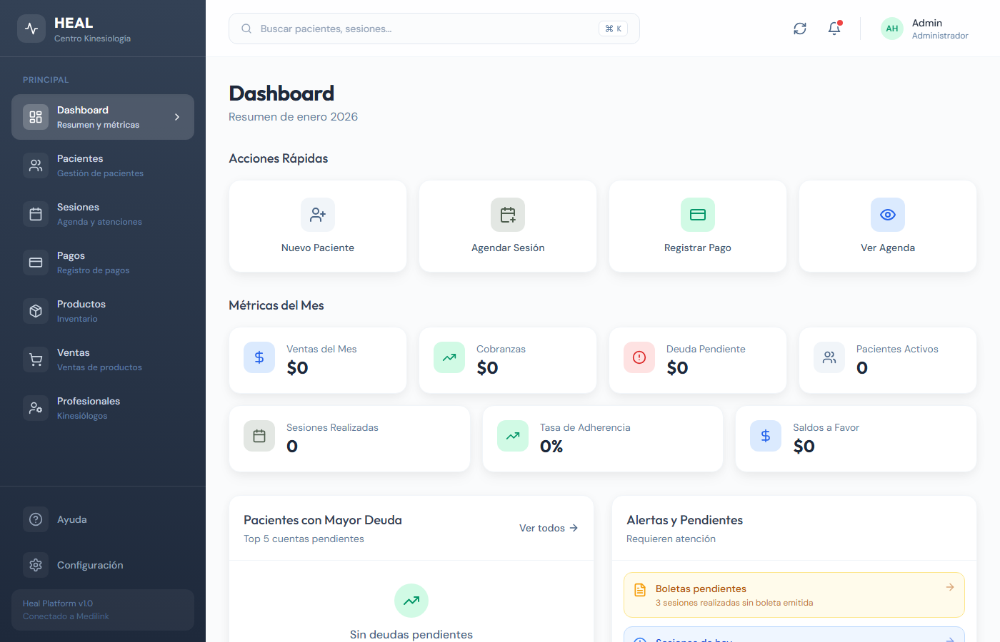 HEAL
Centro Kinesiología
PRINCIPAL
Dashboard
Resumen y métricas
Pacientes
Gestión de pacientes
Sesiones
Agenda y atenciones
Pagos
Registro de pagos
Productos
Inventario
Ventas
Ventas de productos
Profesionales
Kinesiólogos
Ayuda
Configuración
Heal Platform v1.0
Conectado a Medilink
Buscar pacientes, sesiones...
⌘ K
AH
Admin
Administrador
Dashboard
Resumen de enero 2026
Acciones Rápidas
Nuevo Paciente
Agendar Sesión
Registrar Pago
Ver Agenda
Métricas del Mes
Ventas del Mes
$0
Cobranzas
$0
Deuda Pendiente
$0
Pacientes Activos
0
Sesiones Realizadas
0
Tasa de Adherencia
0%
Saldos a Favor
$0
Pacientes con Mayor Deuda
Top 5 cuentas pendientes
Ver todos
Sin deudas pendientes
Alertas y Pendientes
Requieren atención
Boletas pendientes
3 sesiones realizadas sin boleta emitida
Sesiones de hoy